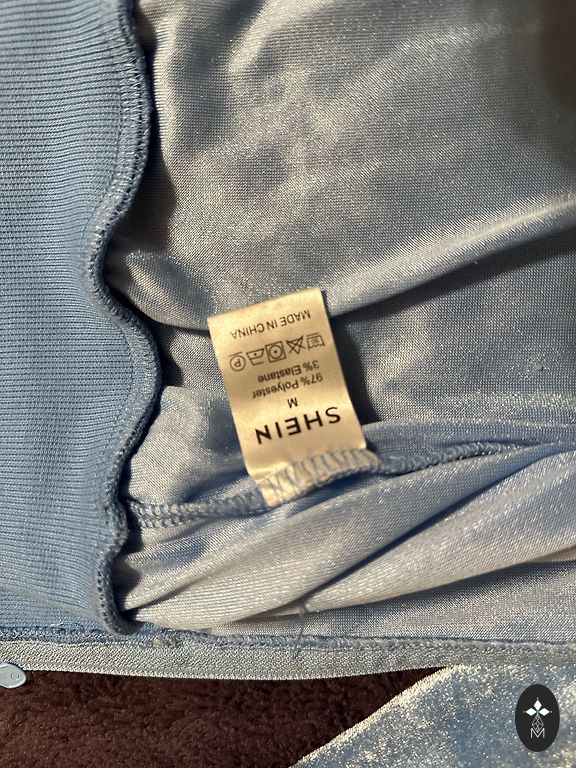 SHEIN
M
97% Polyester
3% Elastane
P
MADE IN CHINA
M